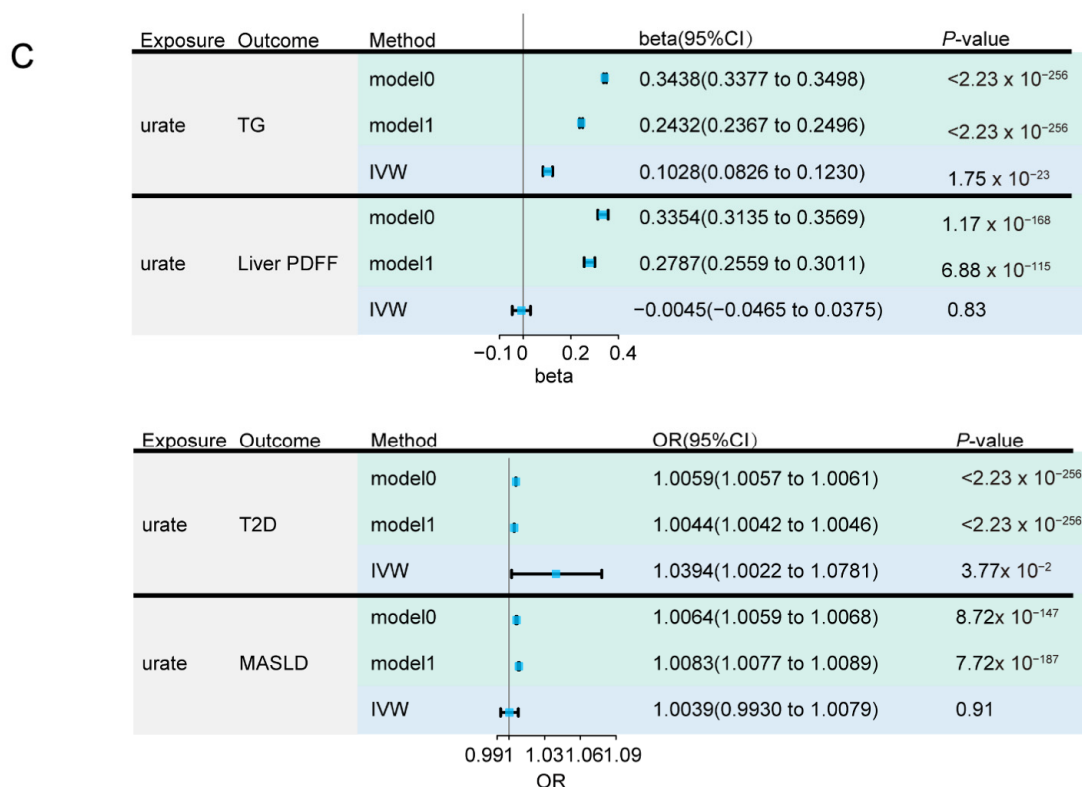 C
Exposure Outcome Method beta(95%CI) P-value
model0 0.3438(0.3377 to 0.3498) <2.23 x 10⁻²⁵⁶
urate TG model1 0.2432(0.2367 to 0.2496) <2.23 x 10⁻²⁵⁶
IVW 0.1028(0.0826 to 0.1230) 1.75 x 10⁻²³
model0 0.3354(0.3135 to 0.3569) 1.17 x 10⁻¹⁶⁸
urate Liver PDFF model1 0.2787(0.2559 to 0.3011) 6.88 x 10⁻¹¹⁵
IVW −0.0045(−0.0465 to 0.0375) 0.83
−0.1 0 0.2 0.4
beta
Exposure Outcome Method OR(95%CI) P-value
model0 1.0059(1.0057 to 1.0061) <2.23 x 10⁻²⁵⁶
urate T2D model1 1.0044(1.0042 to 1.0046) <2.23 x 10⁻²⁵⁶
IVW 1.0394(1.0022 to 1.0781) 3.77x 10⁻²
model0 1.0064(1.0059 to 1.0068) 8.72x 10⁻¹⁴⁷
urate MASLD model1 1.0083(1.0077 to 1.0089) 7.72x 10⁻¹⁸⁷
IVW 1.0039(0.9930 to 1.0079) 0.91
0.991 1.031.061.09
OR